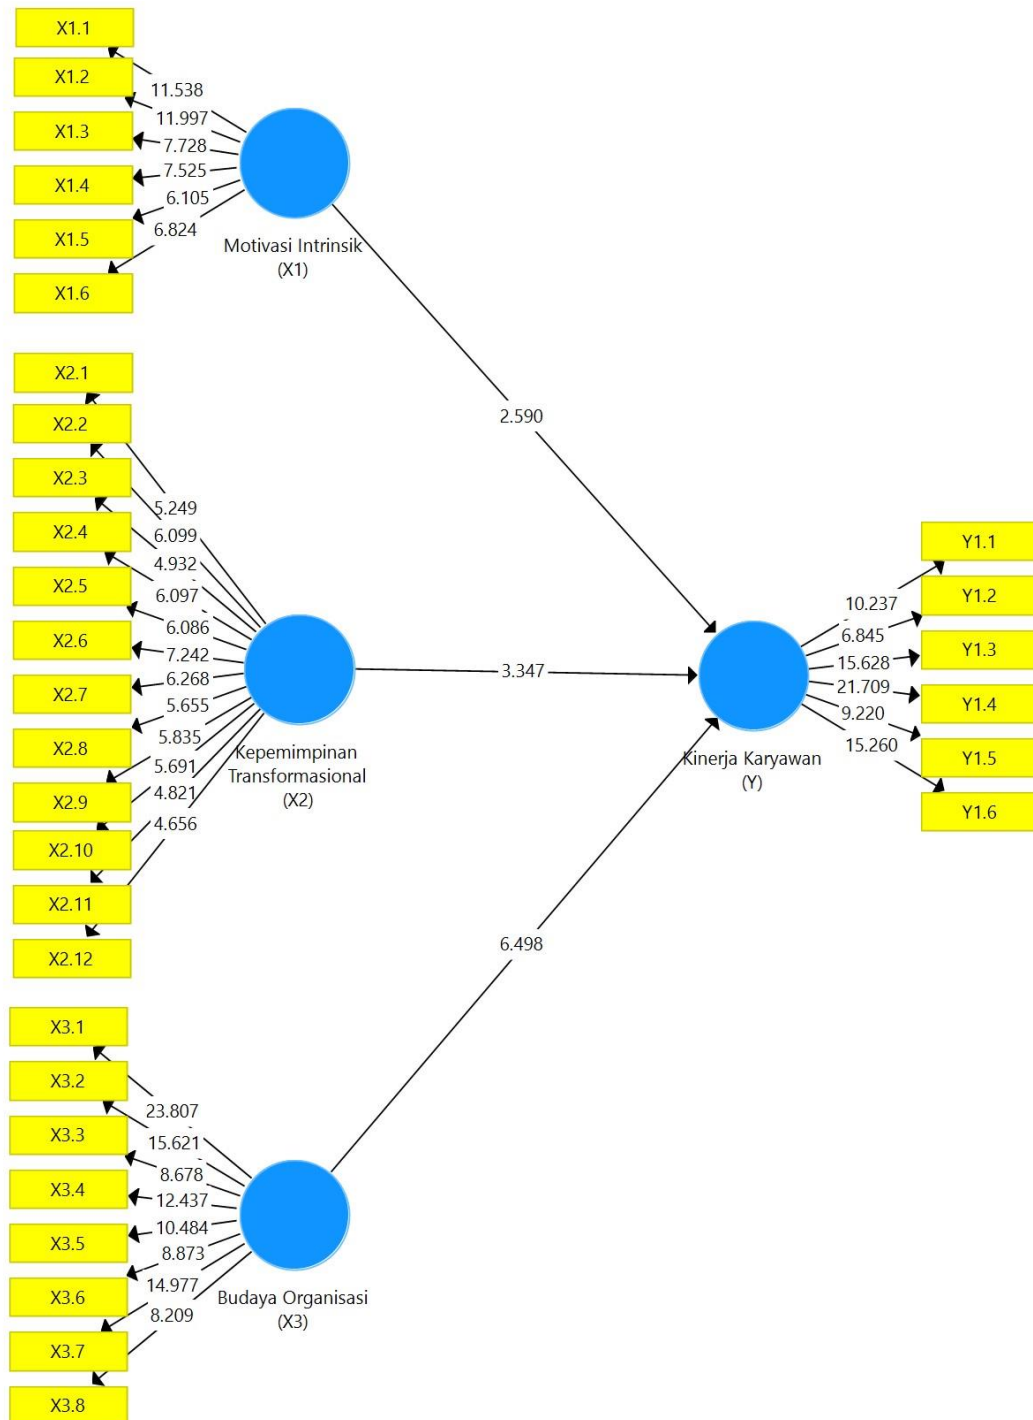 X1.1
X1.2
X1.3
X1.4
X1.5
X1.6
11.538
11.997
7.728
7.525
6.105
6.824
Motivasi Intrinsik
(X1)
2.590
X2.1
X2.2
X2.3
X2.4
X2.5
X2.6
X2.7
X2.8
X2.9
X2.10
X2.11
X2.12
5.249
6.099
4.932
6.097
6.086
7.242
6.268
5.655
5.835
5.691
4.821
4.656
Kepemimpinan
Transformasional
(X2)
3.347
X3.1
X3.2
X3.3
X3.4
X3.5
X3.6
X3.7
X3.8
23.807
15.621
8.678
12.437
10.484
8.873
14.977
8.209
Budaya Organisasi
(X3)
6.498
Kinerja Karyawan
(Y)
10.237
6.845
15.628
21.709
9.220
15.260
Y1.1
Y1.2
Y1.3
Y1.4
Y1.5
Y1.6